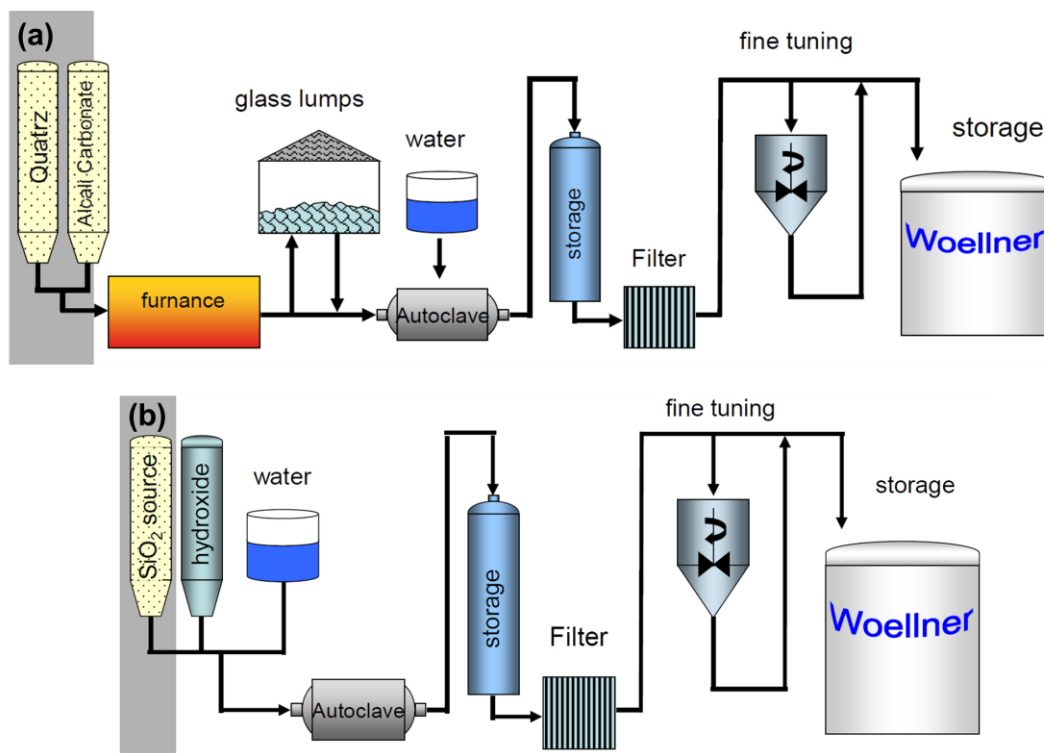 (a)
Quatrz
Alcali Carbonate
furnance
glass lumps
water
Autoclave
storage
Filter
fine tuning
storage
Woellner
(b)
SiO₂ source
hydroxide
water
Autoclave
storage
Filter
fine tuning
storage
Woellner